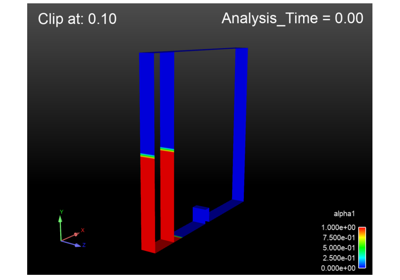 Clip at: 0.10
Analysis_Time = 0.00
alpha1
1.000e+00
7.500e-01
5.000e-01
2.500e-01
0.000e+00
Y
X
Z